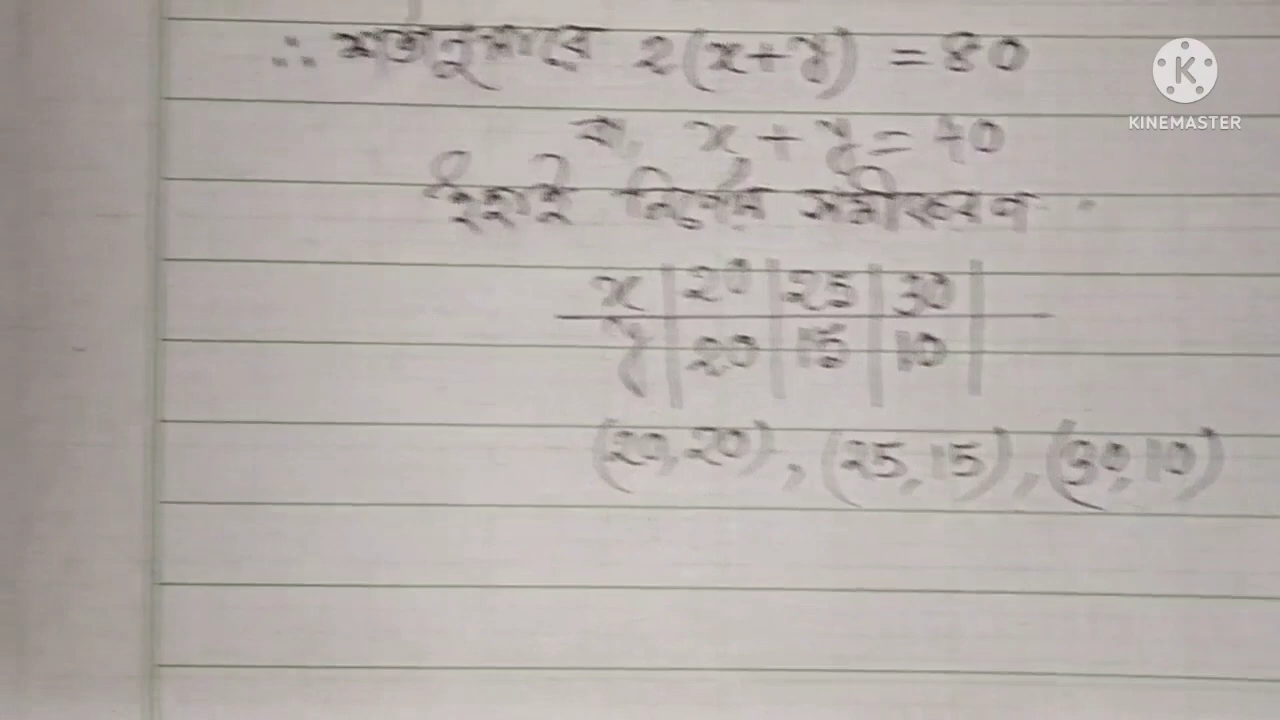 ∴ শর্তানুসারে 2(x+y) = 80
KINEMASTER
বা, x + y = 40
ইহাই নির্ণেয় সমীকরণ
x | 20 | 25 | 30 |
y | 20 | 15 | 10 |
(20,20), (25,15), (30,10)